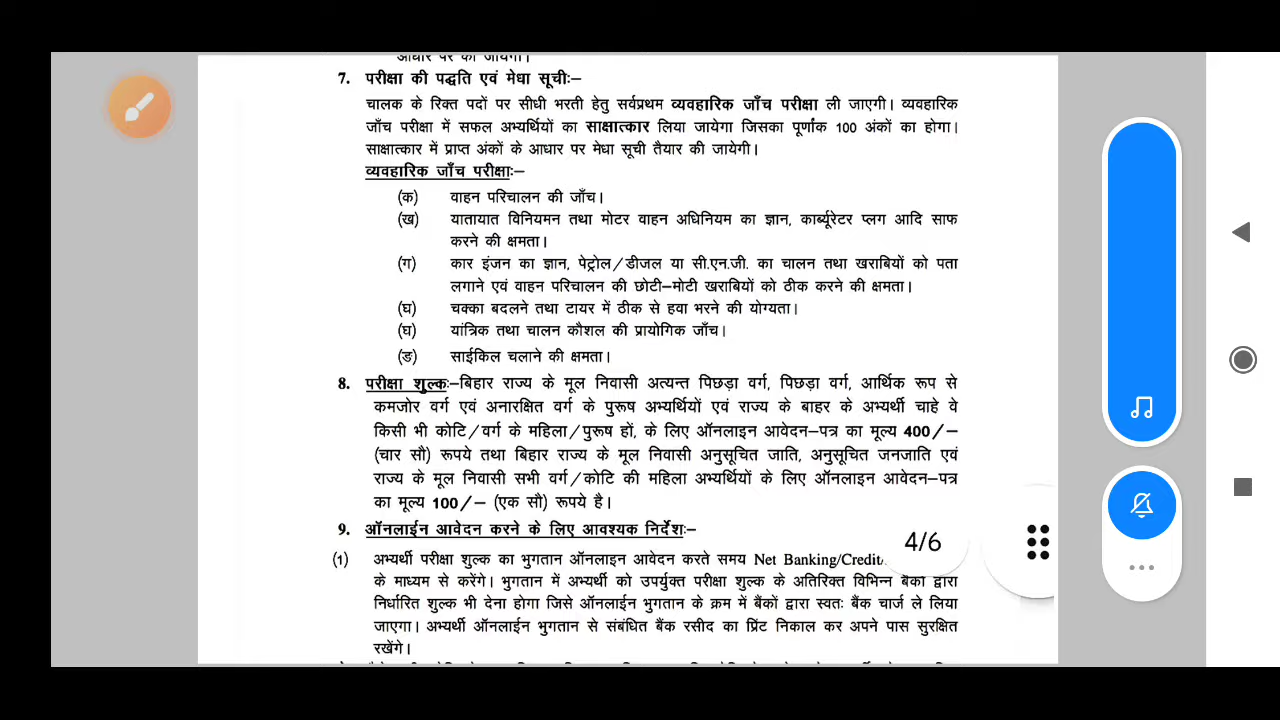 आधार पर की जायेगी।
7. परीक्षा की पद्धति एवं मेधा सूचीः–
चालक के रिक्त पदों पर सीधी भरती हेतु सर्वप्रथम व्यवहारिक जाँच परीक्षा ली जाएगी। व्यवहारिक
जाँच परीक्षा में सफल अभ्यर्थियों का साक्षात्कार लिया जायेगा जिसका पूर्णांक 100 अंकों का होगा।
साक्षात्कार में प्राप्त अंकों के आधार पर मेधा सूची तैयार की जायेगी।
व्यवहारिक जाँच परीक्षाः–
(क) वाहन परिचालन की जाँच।
(ख) यातायात विनियमन तथा मोटर वाहन अधिनियम का ज्ञान, कार्ब्यूरेटर प्लग आदि साफ
करने की क्षमता।
(ग) कार इंजन का ज्ञान, पेट्रोल/डीजल या सी.एन.जी. का चालन तथा खराबियों को पता
लगाने एवं वाहन परिचालन की छोटी–मोटी खराबियों को ठीक करने की क्षमता।
(घ) चक्का बदलने तथा टायर में ठीक से हवा भरने की योग्यता।
(घ) यांत्रिक तथा चालन कौशल की प्रायोगिक जाँच।
(ङ) साईकिल चलाने की क्षमता।
8. परीक्षा शुल्कः–बिहार राज्य के मूल निवासी अत्यन्त पिछड़ा वर्ग, पिछड़ा वर्ग, आर्थिक रूप से
कमजोर वर्ग एवं अनारक्षित वर्ग के पुरूष अभ्यर्थियों एवं राज्य के बाहर के अभ्यर्थी चाहे वे
किसी भी कोटि/वर्ग के महिला/पुरूष हों, के लिए ऑनलाइन आवेदन–पत्र का मूल्य 400/–
(चार सौ) रूपये तथा बिहार राज्य के मूल निवासी अनुसूचित जाति, अनुसूचित जनजाति एवं
राज्य के मूल निवासी सभी वर्ग/कोटि की महिला अभ्यर्थियों के लिए ऑनलाइन आवेदन–पत्र
का मूल्य 100/– (एक सौ) रूपये है।
9. ऑनलाईन आवेदन करने के लिए आवश्यक निर्देशः–
4/6
(1) अभ्यर्थी परीक्षा शुल्क का भुगतान ऑनलाइन आवेदन करते समय Net Banking/Credit/
के माध्यम से करेंगे। भुगतान में अभ्यर्थी को उपर्युक्त परीक्षा शुल्क के अतिरिक्त विभिन्न बैंकों द्वारा
निर्धारित शुल्क भी देना होगा जिसे ऑनलाईन भुगतान के क्रम में बैंकों द्वारा स्वतः बैंक चार्ज ले लिया
जाएगा। अभ्यर्थी ऑनलाईन भुगतान से संबंधित बैंक रसीद का प्रिंट निकाल कर अपने पास सुरक्षित
रखेंगे।